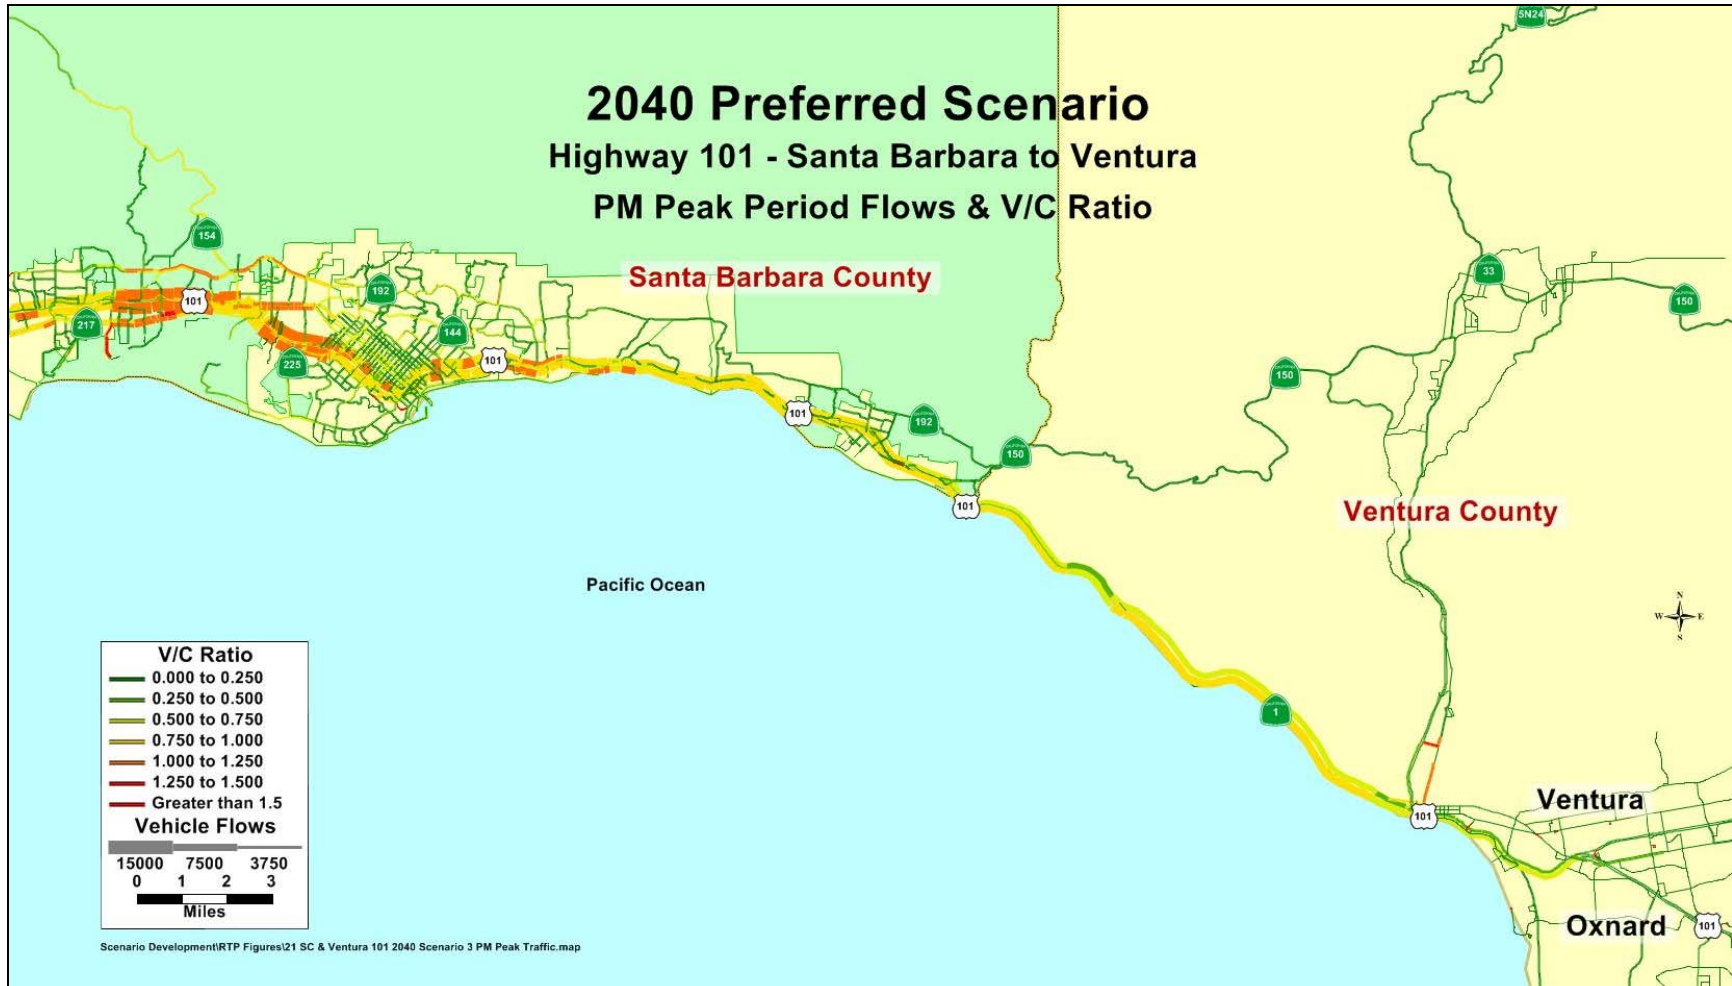 5N24
2040 Preferred Scenario
Highway 101 - Santa Barbara to Ventura
PM Peak Period Flows & V/C Ratio
154
Santa Barbara County
33
192
101
150
217
144
225
101
150
101
192
150
101
Ventura County
Pacific Ocean
N
W E
S
V/C Ratio
0.000 to 0.250
0.250 to 0.500
0.500 to 0.750
0.750 to 1.000
1.000 to 1.250
1.250 to 1.500
Greater than 1.5
Vehicle Flows
15000 7500 3750
0 1 2 3
Miles
1
Ventura
101
Oxnard
101
Scenario Development\RTP Figures\21 SC & Ventura 101 2040 Scenario 3 PM Peak Traffic.map